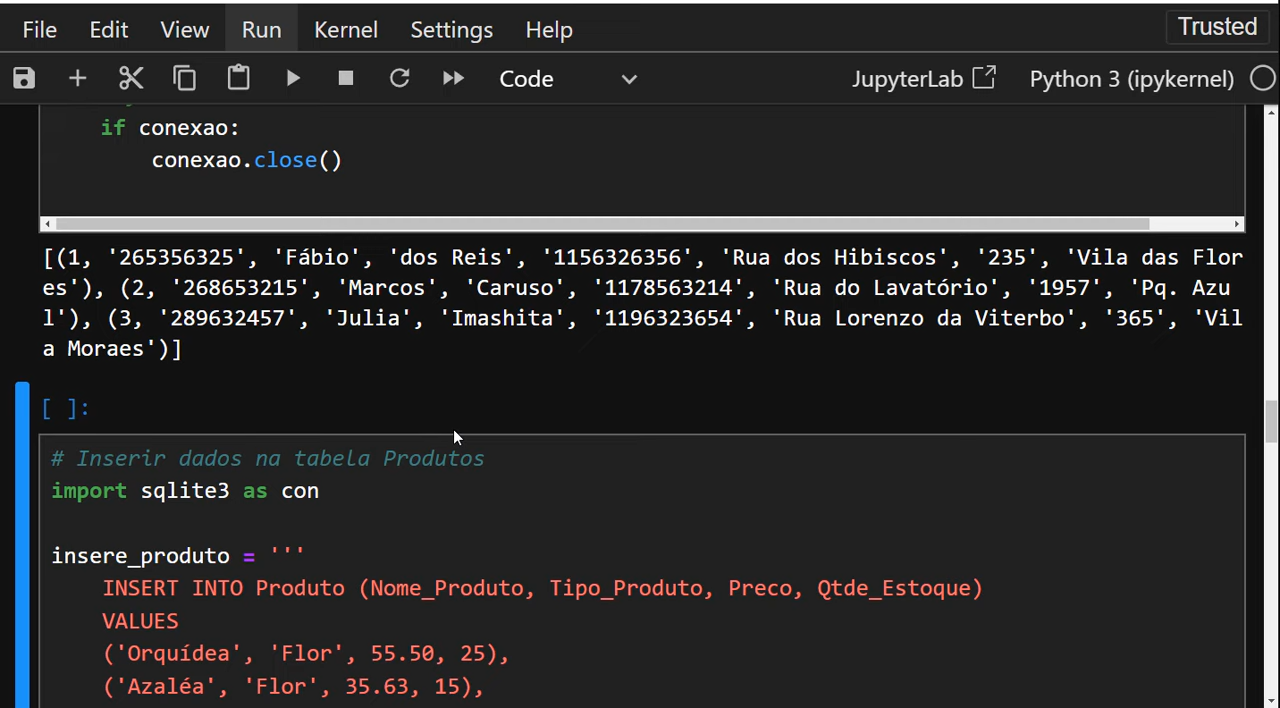 File Edit View Run Kernel Settings Help Trusted
Code JupyterLab Python 3 (ipykernel)
if conexao:
conexao.close()
[(1, '265356325', 'Fábio', 'dos Reis', '1156326356', 'Rua dos Hibiscos', '235', 'Vila das Flor
es'), (2, '268653215', 'Marcos', 'Caruso', '1178563214', 'Rua do Lavatório', '1957', 'Pq. Azu
l'), (3, '289632457', 'Julia', 'Imashita', '1196323654', 'Rua Lorenzo da Viterbo', '365', 'Vil
a Moraes')]
[ ]:
# Inserir dados na tabela Produtos
import sqlite3 as con
insere_produto = '''
INSERT INTO Produto (Nome_Produto, Tipo_Produto, Preco, Qtde_Estoque)
VALUES
('Orquídea', 'Flor', 55.50, 25),
('Azaléa', 'Flor', 35.63, 15),